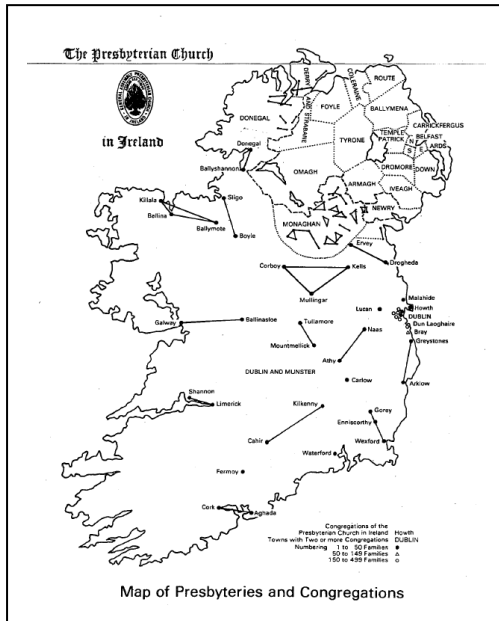 The Presbyterian Church
in Ireland
DERRY
COLERAINE
ROUTE
FOYLE
BALLYMENA
AND STRABANE
DONEGAL
CARRICKFERGUS
TEMPLE
PATRICK
N
BELFAST
S
E
ARDS
TYRONE
Donegal
OMAGH
DROMORE
DOWN
Ballyshannon
ARMAGH
IVEAGH
Killala
Sligo
NEWRY
Ballina
MONAGHAN
Ballymote
Boyle
Ervey
Drogheda
Corboy
Kells
Mullingar
Malahide
Lucan
Howth
DUBLIN
Galway
Ballinasloe
Tullamore
Naas
Dun Laoghaire
Bray
Greystones
Mountmellick
Athy
DUBLIN AND MUNSTER
Carlow
Arklow
Shannon
Limerick
Kilkenny
Gorey
Enniscorthy
Cahir
Wexford
Waterford
Fermoy
Cork
Aghada
Congregations of the
Presbyterian Church in Ireland Howth
Towns with Two or more Congregations DUBLIN
Numbering 1 to 50 Families
50 to 149 Families
150 to 499 Families
Map of Presbyteries and Congregations